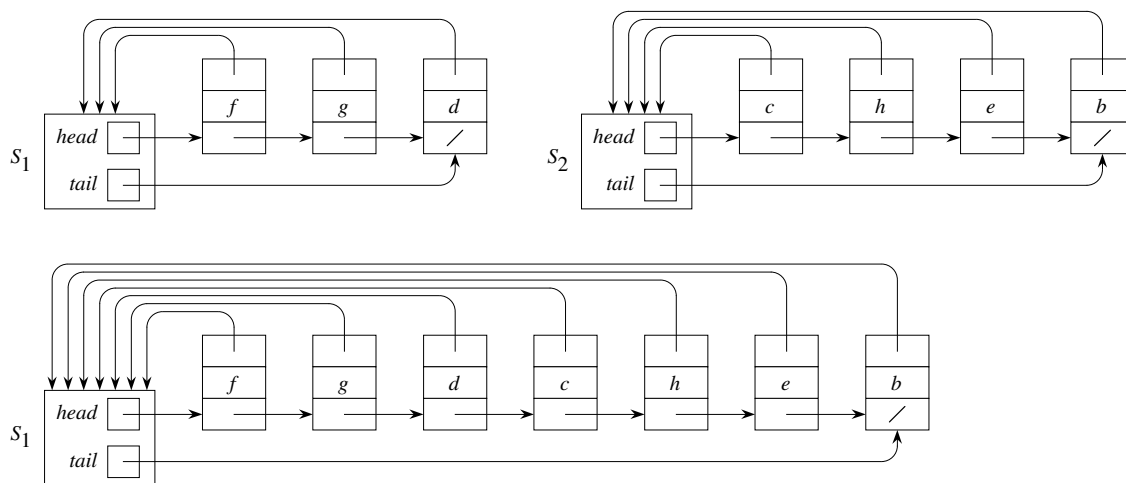 f g d c h e b
head head
S1 S2
tail tail
f g d c h e b
head
S1
tail